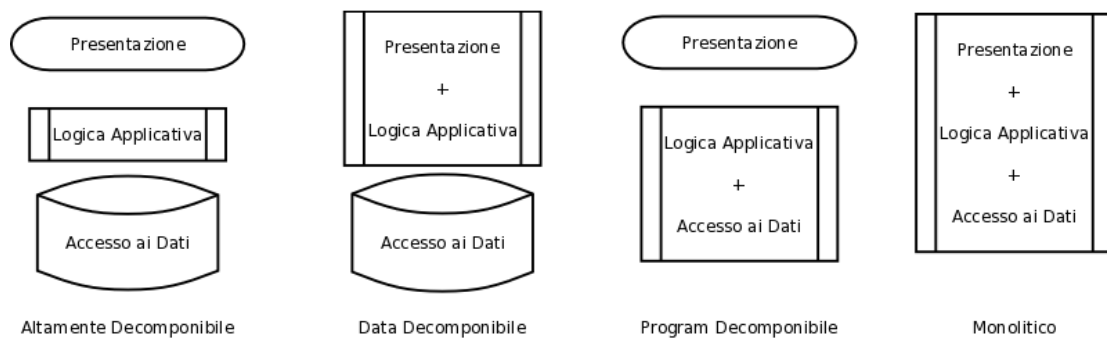 Presentazione
Logica Applicativa
Accesso ai Dati
Altamente Decomponibile
Presentazione
+
Logica Applicativa
Accesso ai Dati
Data Decomponibile
Presentazione
Logica Applicativa
+
Accesso ai Dati
Program Decomponibile
Presentazione
+
Logica Applicativa
+
Accesso ai Dati
Monolitico